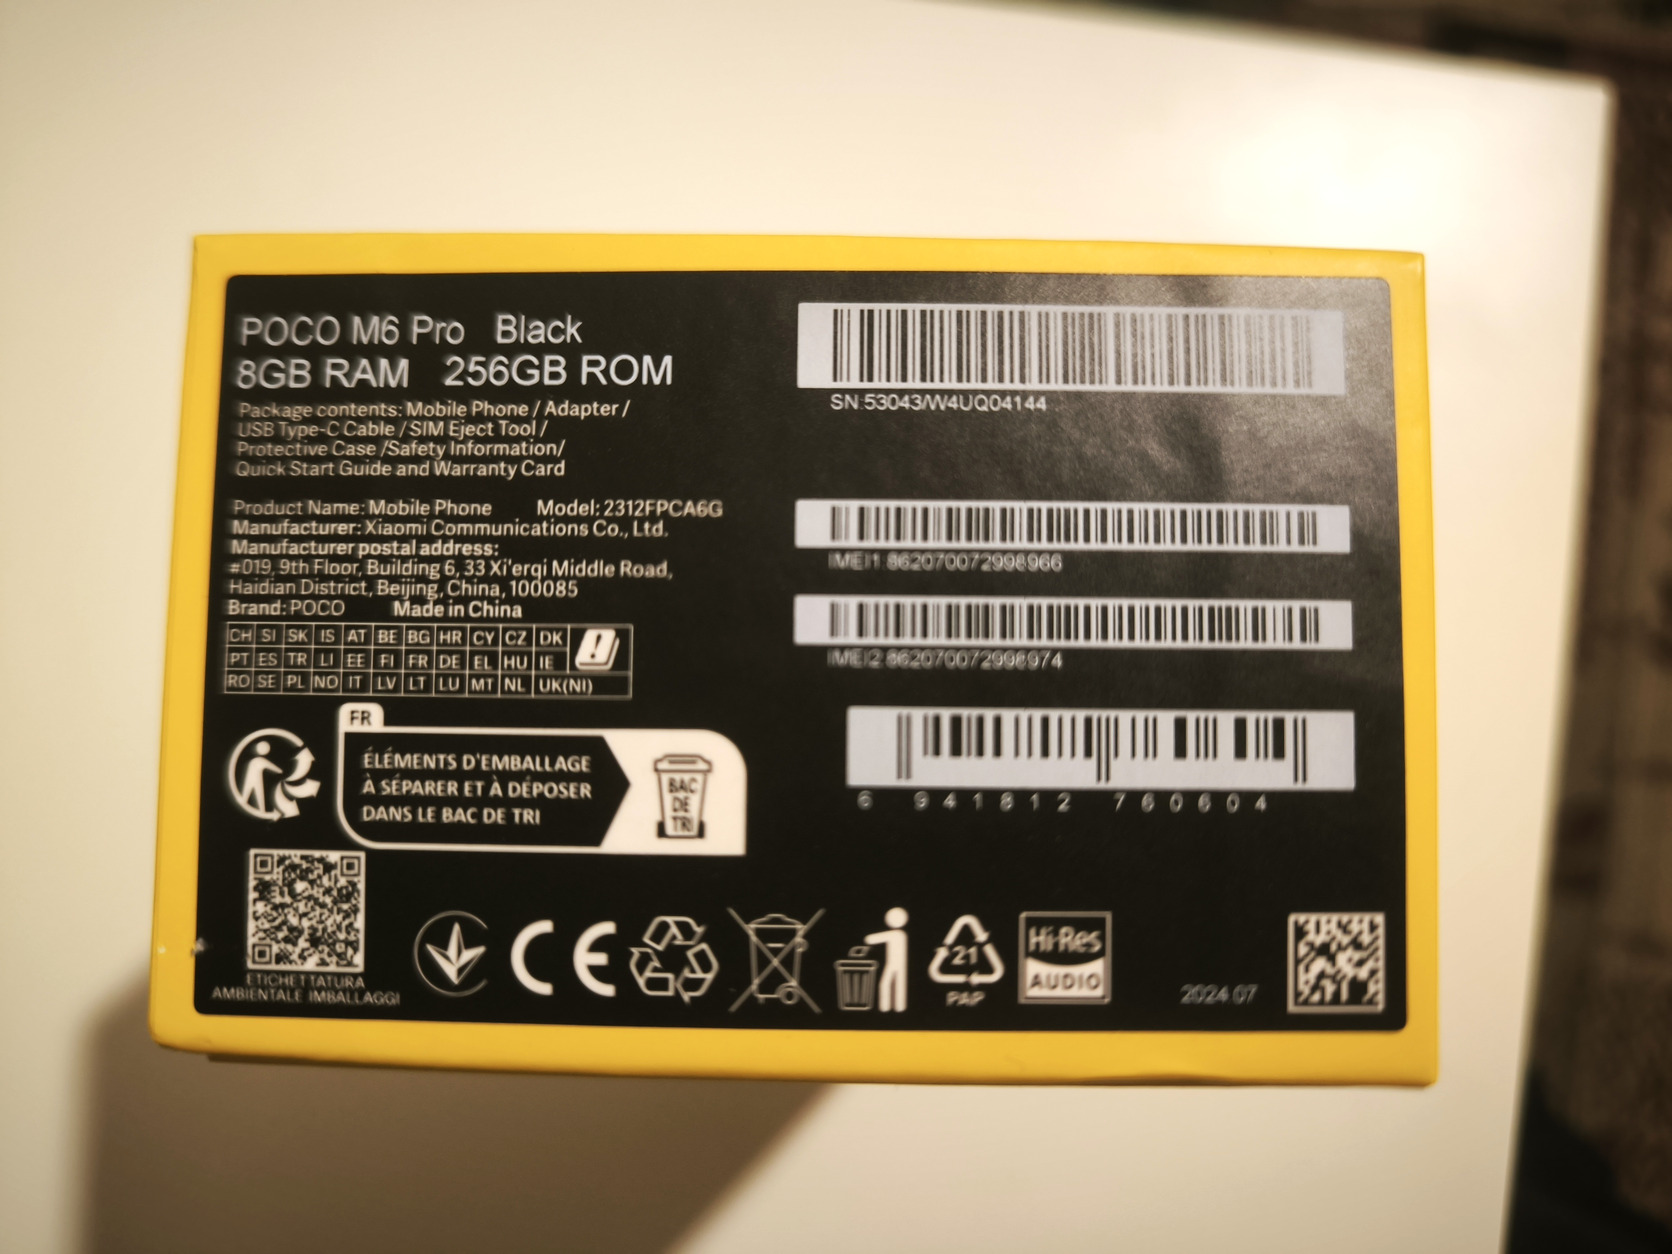 POCO M6 Pro Black
8GB RAM 256GB ROM
Package contents: Mobile Phone / Adapter /
USB Type-C Cable / SIM Eject Tool /
Protective Case /Safety Information/
Quick Start Guide and Warranty Card
Product Name: Mobile Phone Model: 2312FPCA6G
Manufacturer: Xiaomi Communications Co., Ltd.
Manufacturer postal address:
#019, 9th Floor, Building 6, 33 Xi'erqi Middle Road,
Haidian District, Beijing, China, 100085
Brand: POCO Made in China
CH SI SK IS AT BE BG HR CY CZ DK
PT ES TR LI EE FI FR DE EL HU IE
RO SE PL NO IT LV LT LU MT NL UK(NI)
FR
ÉLÉMENTS D'EMBALLAGE
À SÉPARER ET À DÉPOSER
DANS LE BAC DE TRI
BAC
DE
TRI
ETICHETTATURA
AMBIENTALE IMBALLAGGI
CE
21
PAP
Hi-Res
AUDIO
SN:53043/W4UQ04144
IMEI1:862070072998966
IMEI2:862070072998974
6 941812 760604
2024.07